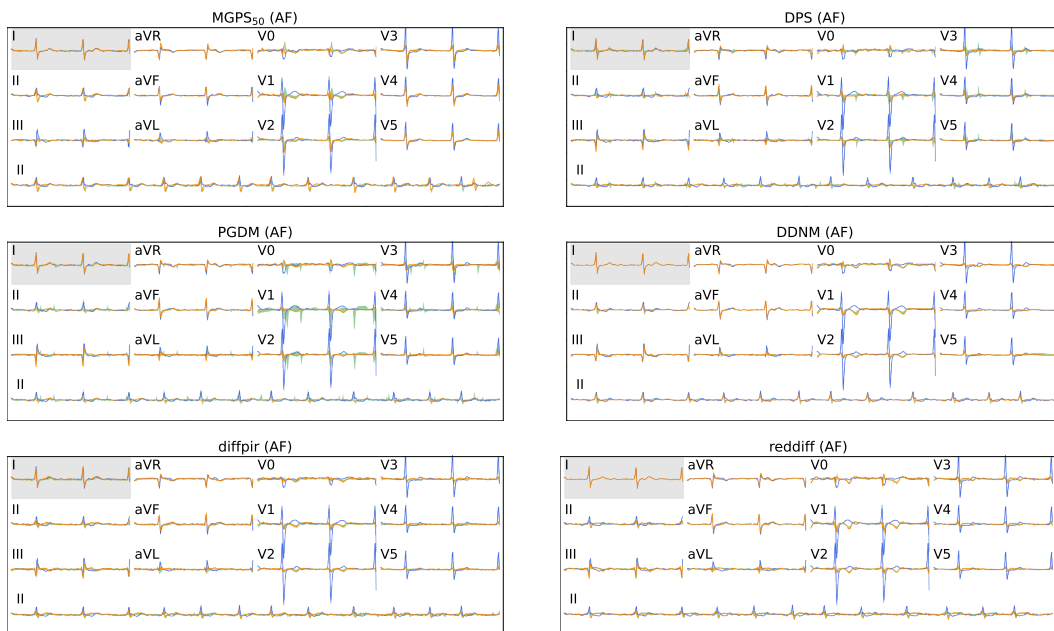 MGPS50 (AF)
I aVR V0 V3
II aVF V1 V4
III aVL V2 V5
II
DPS (AF)
I aVR V0 V3
II aVF V1 V4
III aVL V2 V5
II
PGDM (AF)
I aVR V0 V3
II aVF V1 V4
III aVL V2 V5
II
DDNM (AF)
I aVR V0 V3
II aVF V1 V4
III aVL V2 V5
II
diffpir (AF)
I aVR V0 V3
II aVF V1 V4
III aVL V2 V5
II
reddiff (AF)
I aVR V0 V3
II aVF V1 V4
III aVL V2 V5
II